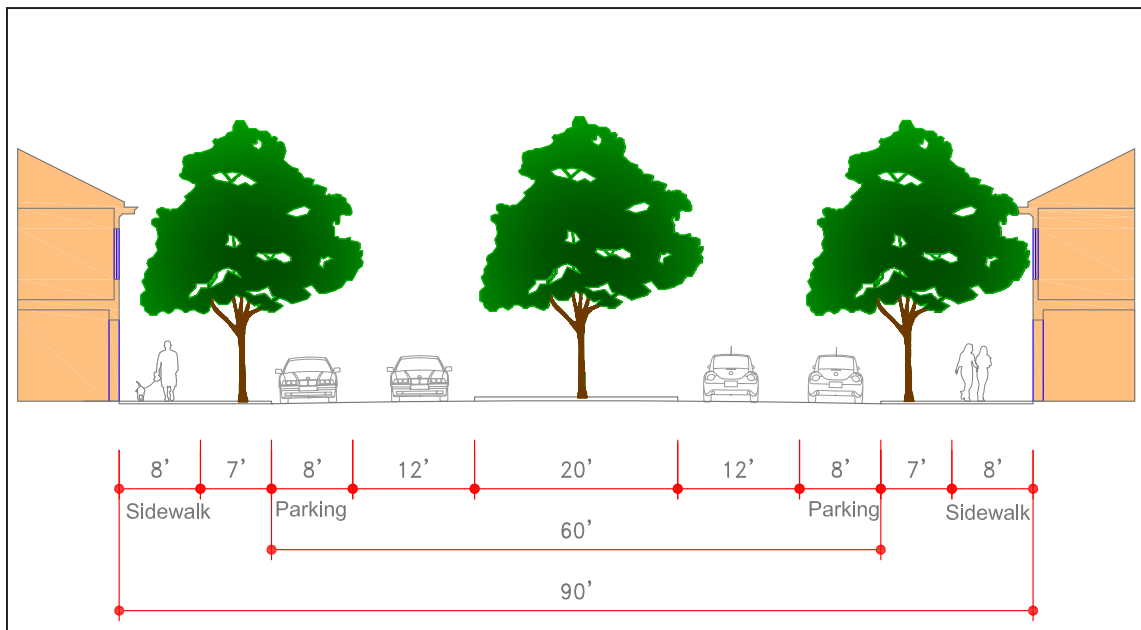 8’ 7’ 8’ 12’ 20’ 12’ 8’ 7’ 8’
Sidewalk Parking Parking Sidewalk
60’
90’